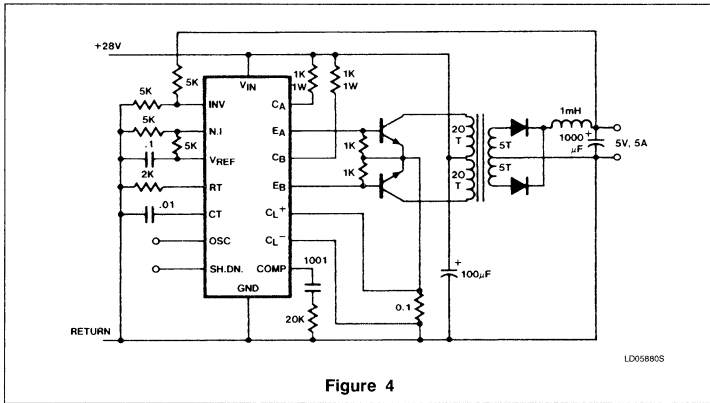 +28V
5K
VIN
1K
1W
1K
1W
5K
INV
CA
5K
N.I
EA
.1
5K
VREF
CB
1K
2K
RT
EB
1K
.01
CT
CL+
OSC
CL−
SH.DN.
COMP
1001
GND
20K
RETURN
20
T
20
T
5T
5T
1mH
1000
μF
+
5V, 5A
+
100μF
0.1
LD05880S
Figure 4